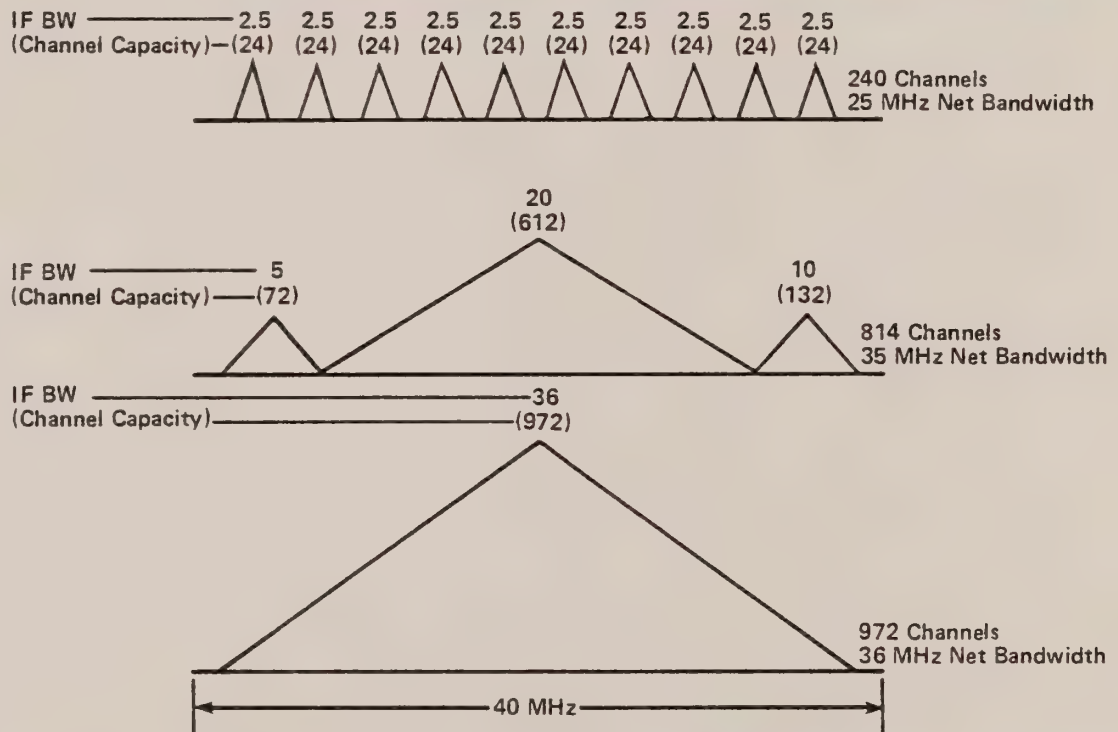 IF BW 2.5 2.5 2.5 2.5 2.5 2.5 2.5 2.5 2.5 2.5
(Channel Capacity) (24) (24) (24) (24) (24) (24) (24) (24) (24) (24)
240 Channels
25 MHz Net Bandwidth
20
(612)
IF BW 5 10
(Channel Capacity) (72) (132)
814 Channels
35 MHz Net Bandwidth
IF BW 36
(Channel Capacity) (972)
972 Channels
36 MHz Net Bandwidth
40 MHz